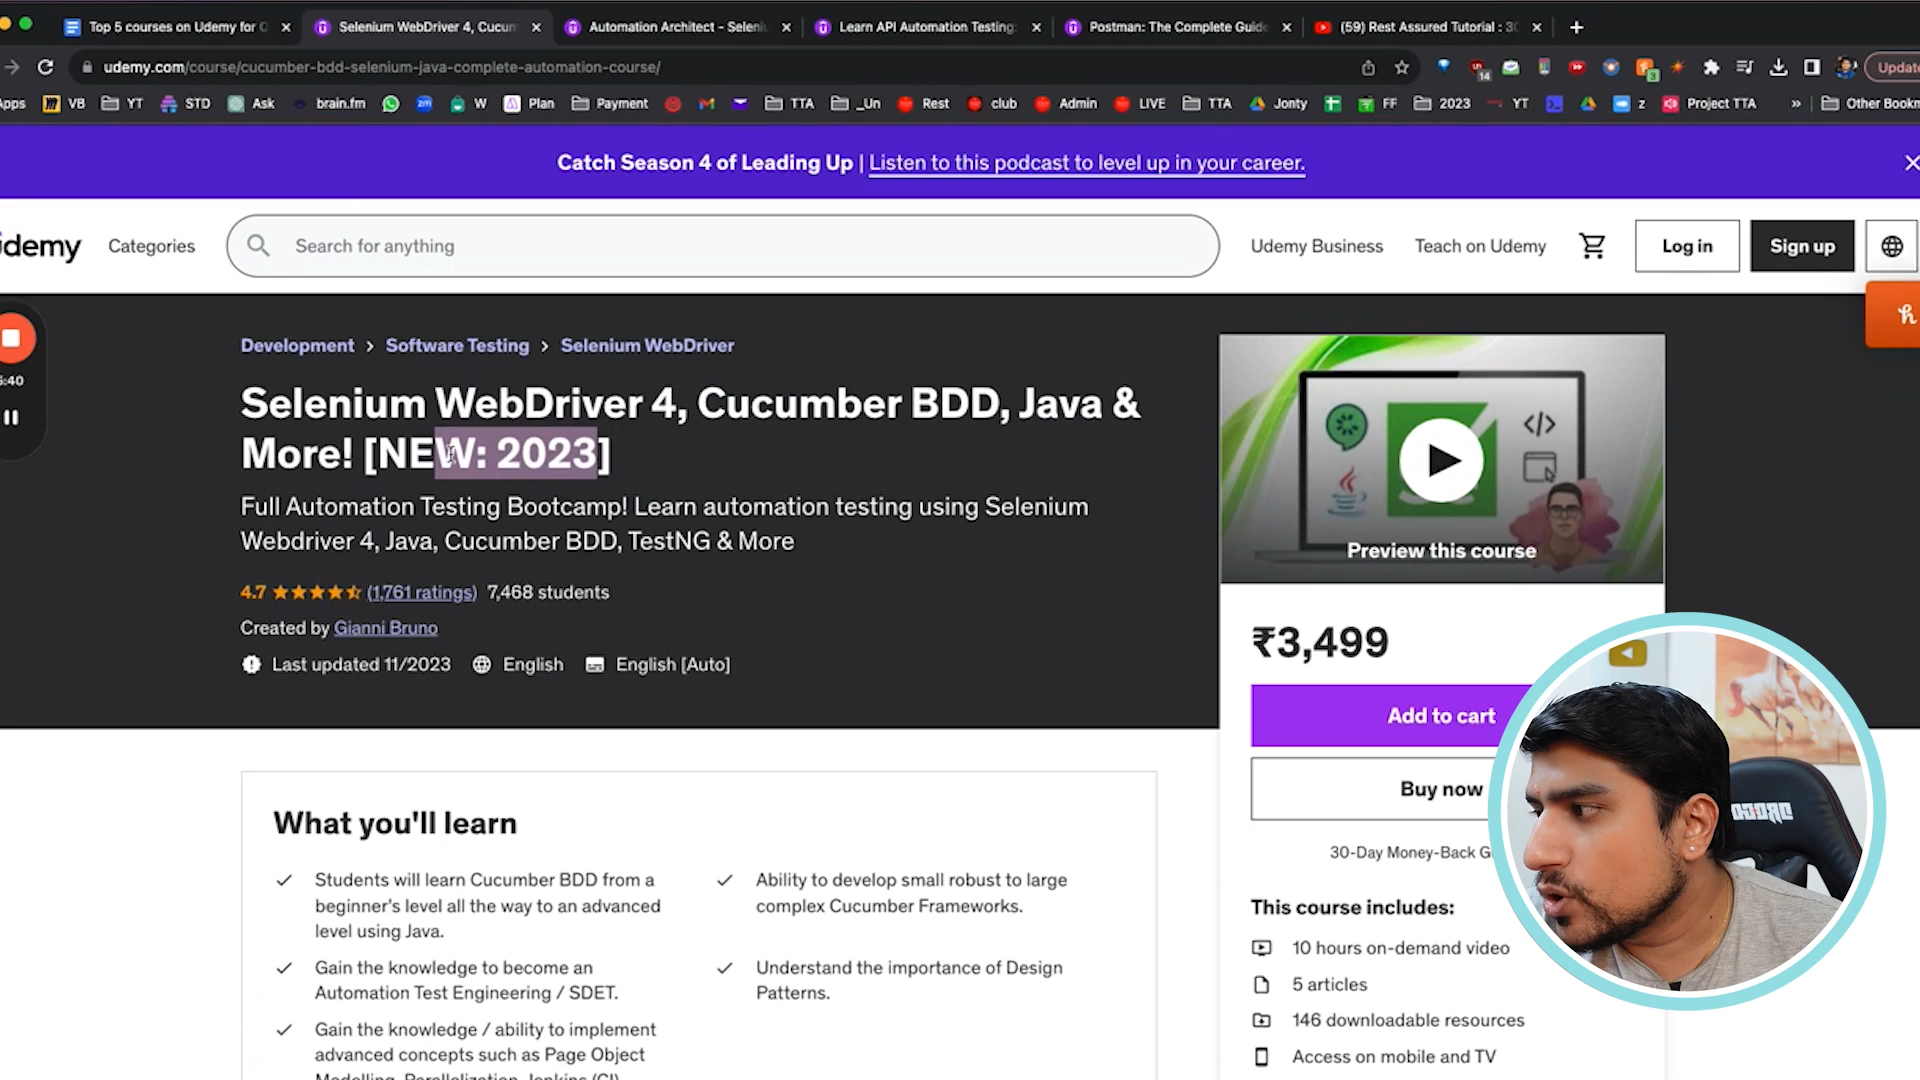 Top 5 courses on Udemy for Q
Selenium WebDriver 4, Cucum
Automation Architect - Seleni
Learn API Automation Testing:
Postman: The Complete Guide
(59) Rest Assured Tutorial : 30
udemy.com/course/cucumber-bdd-selenium-java-complete-automation-course/
14
3
Update
Apps
VB
YT
STD
Ask
brain.fm
W
Plan
Payment
TTA
_Un
Rest
club
Admin
LIVE
TTA
Jonty
FF
2023
YT
z
Project TTA
»
Other Bookm
Catch Season 4 of Leading Up | Listen to this podcast to level up in your career.
udemy
Categories
Search for anything
Udemy Business
Teach on Udemy
Log in
Sign up
5:40
Development > Software Testing > Selenium WebDriver
Selenium WebDriver 4, Cucumber BDD, Java &
More! [NEW: 2023]
Full Automation Testing Bootcamp! Learn automation testing using Selenium
Webdriver 4, Java, Cucumber BDD, TestNG & More
4.7 (1,761 ratings) 7,468 students
Created by Gianni Bruno
Last updated 11/2023 English English [Auto]
</>
Preview this course
₹3,499
Add to cart
Buy now
30-Day Money-Back G
This course includes:
10 hours on-demand video
5 articles
146 downloadable resources
Access on mobile and TV
What you'll learn
Students will learn Cucumber BDD from a
beginner's level all the way to an advanced
level using Java.
Gain the knowledge to become an
Automation Test Engineering / SDET.
Gain the knowledge / ability to implement
advanced concepts such as Page Object
Modelling, Parallelization, Jenkins (CI)
Ability to develop small robust to large
complex Cucumber Frameworks.
Understand the importance of Design
Patterns.